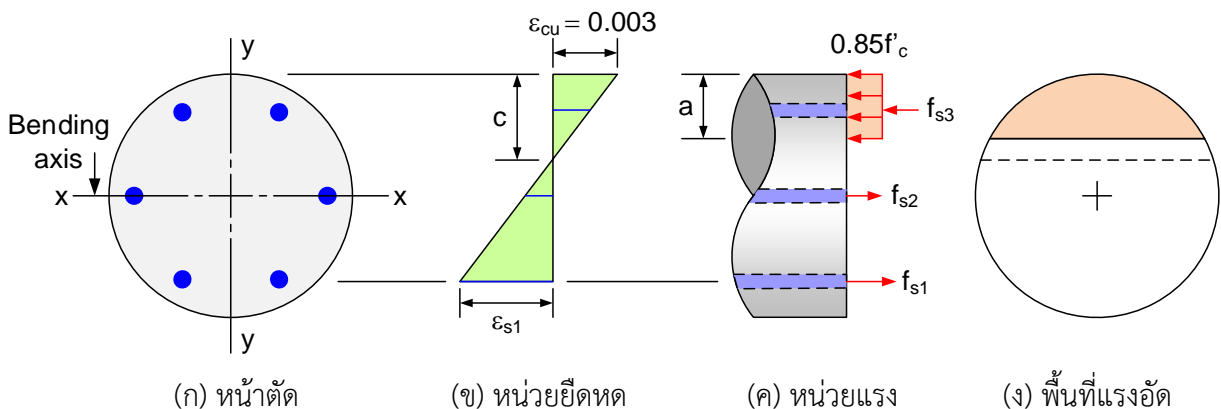 y
Bending
axis
x
x
y
(ก) หน้าตัด
εcu = 0.003
c
εs1
(ข) หน่วยยืดหด
0.85f'c
a
fs3
fs2
fs1
(ค) หน่วยแรง
(ง) พื้นที่แรงอัด